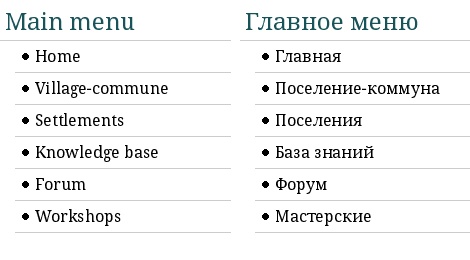 Main menu
Home
Village-commune
Settlements
Knowledge base
Forum
Workshops
Главное меню
Главная
Поселение-коммуна
Поселения
База знаний
Форум
Мастерские